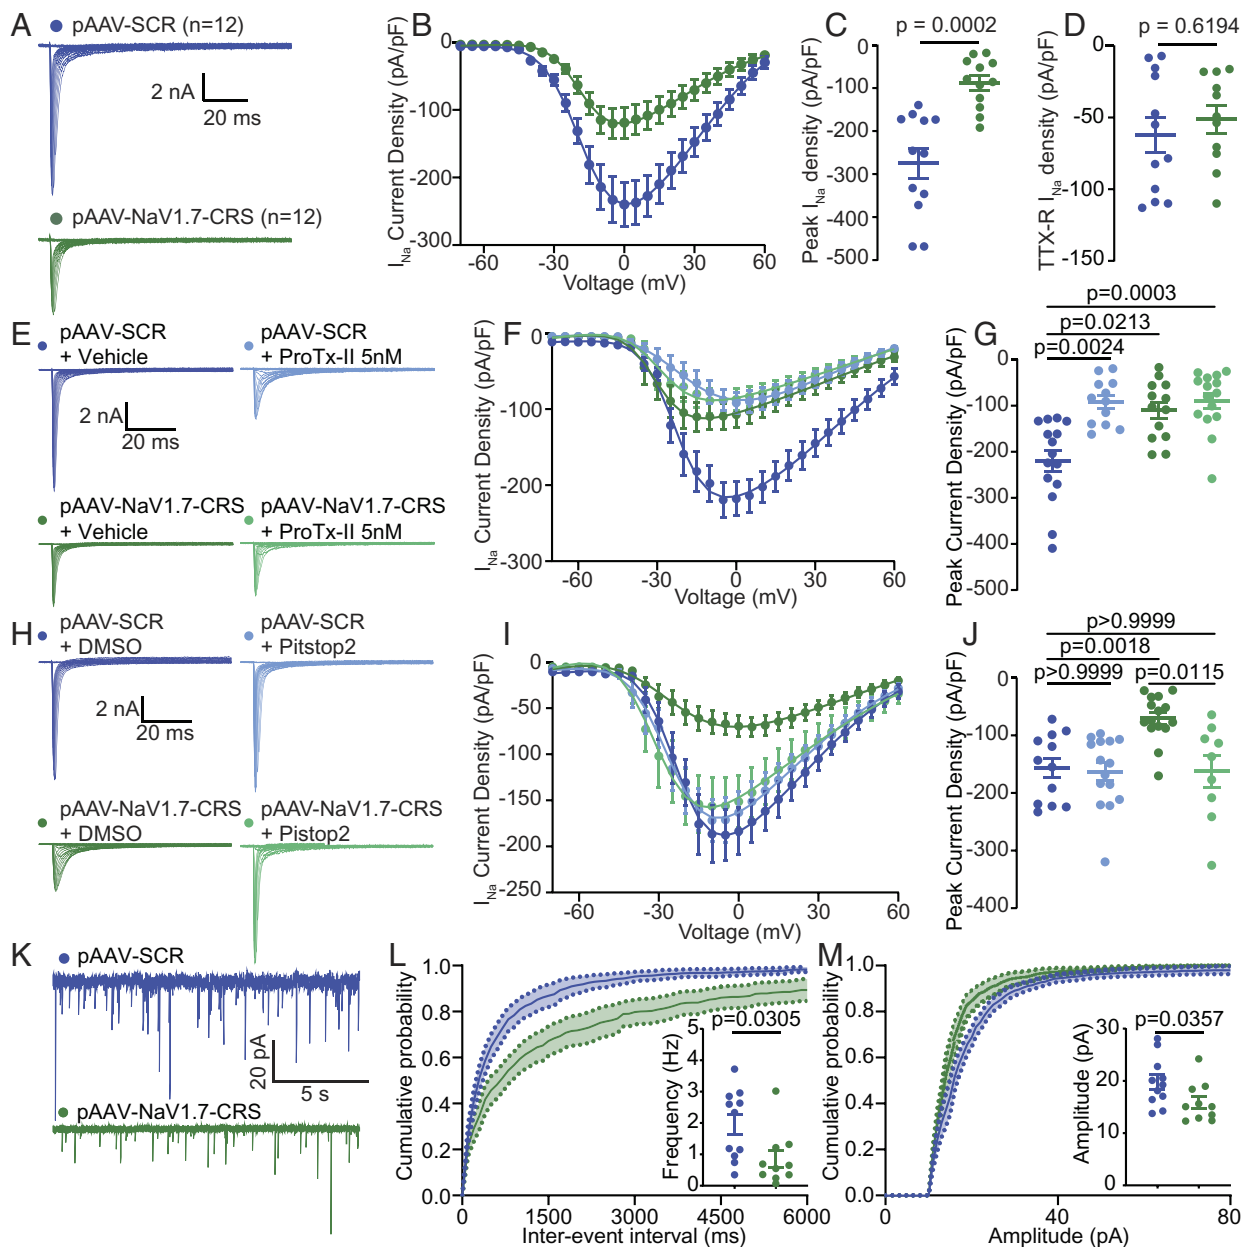 A
pAAV-SCR (n=12)
2 nA
20 ms
pAAV-NaV1.7-CRS (n=12)
B
I_Na Current Density (pA/pF)
0
-100
-200
-300
-60
-30
0
30
60
Voltage (mV)
C
p = 0.0002
Peak I_Na density (pA/pF)
0
-100
-200
-300
-400
-500
D
p = 0.6194
TTX-R I_Na density (pA/pF)
0
-50
-100
-150
E
pAAV-SCR
+ Vehicle
pAAV-SCR
+ ProTx-II 5nM
2 nA
20 ms
pAAV-NaV1.7-CRS
+ Vehicle
pAAV-NaV1.7-CRS
+ ProTx-II 5nM
F
I_Na Current Density (pA/pF)
0
-100
-200
-300
-60
-30
0
30
60
Voltage (mV)
G
p=0.0003
p=0.0213
p=0.0024
Peak Current Density (pA/pF)
0
-100
-200
-300
-400
-500
H
pAAV-SCR
+ DMSO
pAAV-SCR
+ Pitstop2
2 nA
20 ms
pAAV-NaV1.7-CRS
+ DMSO
pAAV-NaV1.7-CRS
+ Pistop2
I
I_Na Current Density (pA/pF)
0
-50
-100
-150
-200
-250
-60
-30
0
30
60
Voltage (mV)
J
p>0.9999
p=0.0018
p>0.9999
p=0.0115
Peak Current Density (pA/pF)
0
-100
-200
-300
-400
K
pAAV-SCR
20 pA
5 s
pAAV-NaV1.7-CRS
L
Cumulative probability
1.0
0.8
0.6
0.4
0.2
0.0
0
1500
3000
4500
6000
Inter-event interval (ms)
p=0.0305
Frequency (Hz)
5
4
3
2
1
0
M
Cumulative probability
1.0
0.8
0.6
0.4
0.2
0.0
0
40
80
Amplitude (pA)
p=0.0357
Amplitude (pA)
30
20
10
0